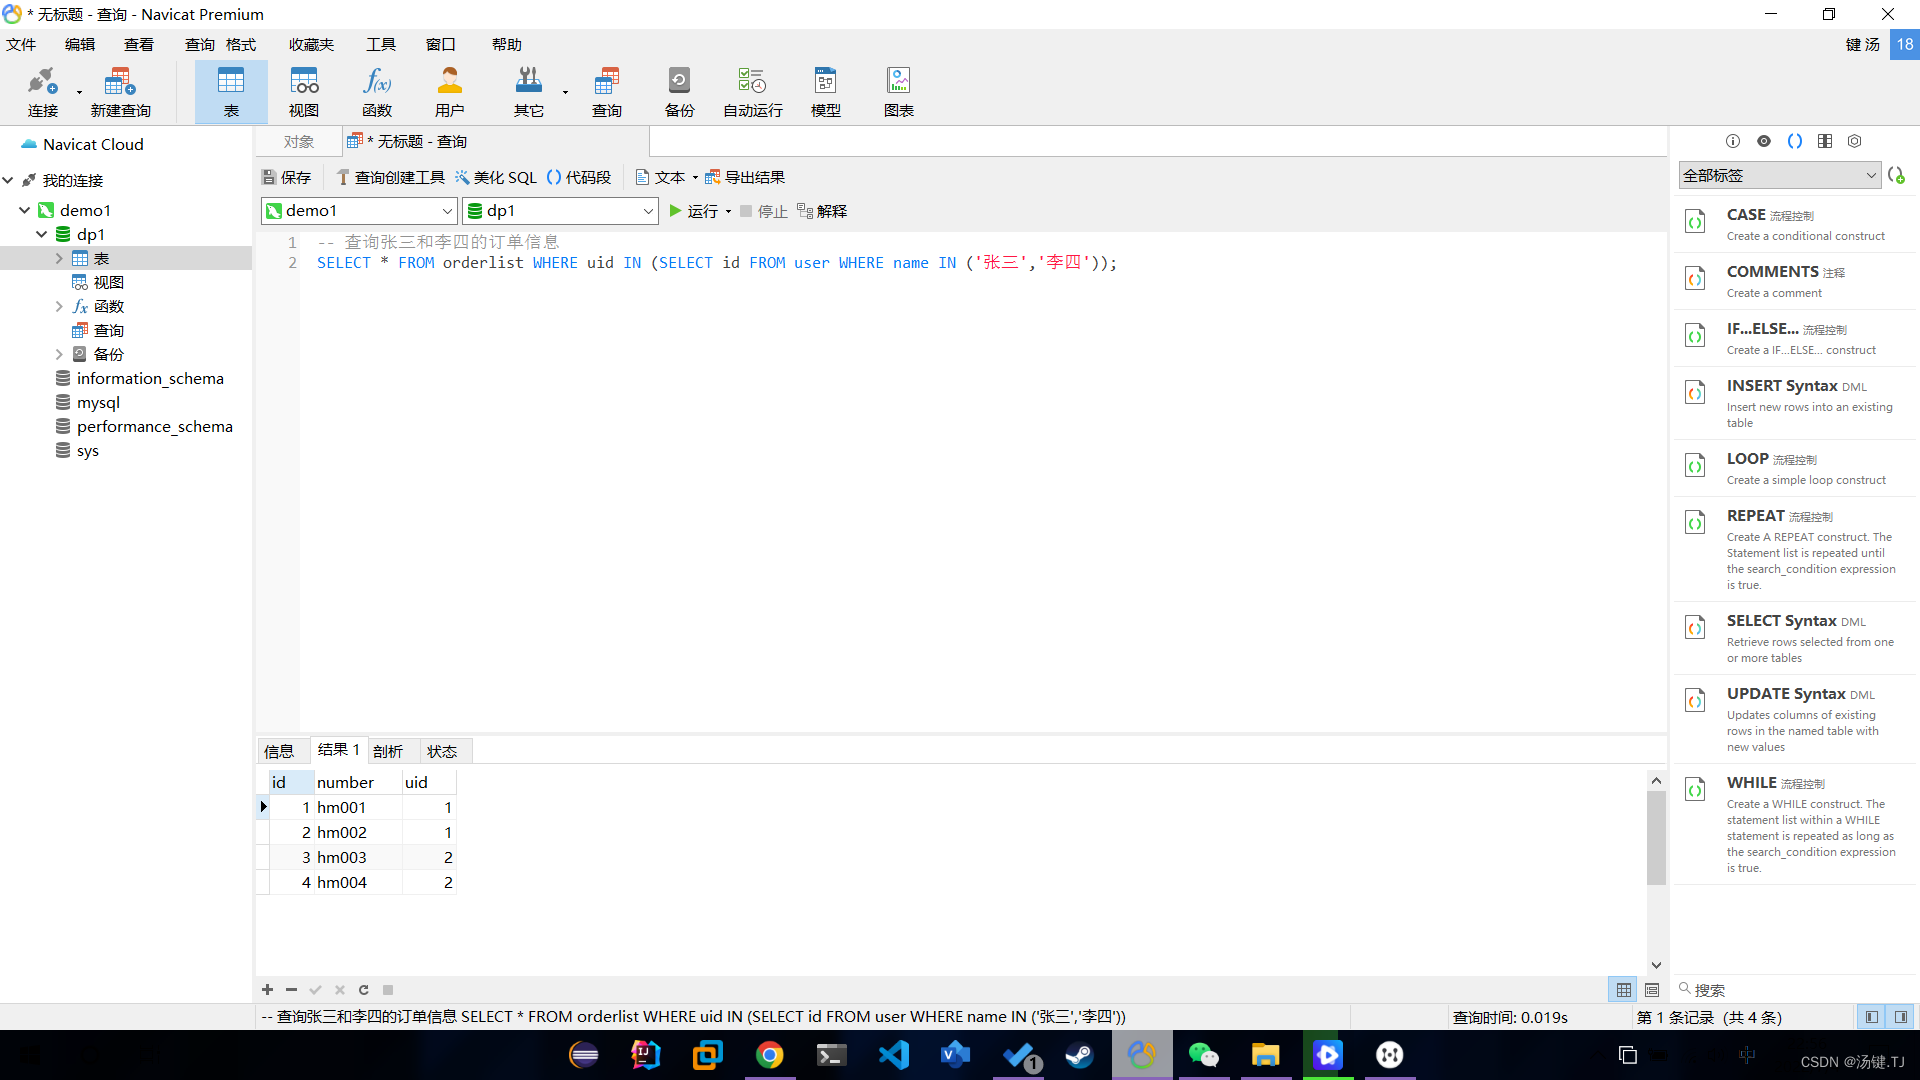 * 无标题 - 查询 - Navicat Premium
文件 编辑 查看 查询 格式 收藏夹 工具 窗口 帮助 键 汤 18
连接 新建查询 表 视图 函数 用户 其它 查询 备份 自动运行 模型 图表
Navicat Cloud
我的连接
demo1
dp1
表
视图
函数
查询
备份
information_schema
mysql
performance_schema
sys
对象 * 无标题 - 查询
保存 查询创建工具 美化 SQL () 代码段 文本 导出结果
demo1 dp1 运行 停止 解释
1 -- 查询张三和李四的订单信息
2 SELECT * FROM orderlist WHERE uid IN (SELECT id FROM user WHERE name IN ('张三','李四'));
信息 结果 1 剖析 状态
id number uid
1 hm001 1
2 hm002 1
3 hm003 2
4 hm004 2
全部标签
CASE 流程控制
Create a conditional construct
COMMENTS 注释
Create a comment
IF...ELSE... 流程控制
Create a IF...ELSE... construct
INSERT Syntax DML
Insert new rows into an existing
table
LOOP 流程控制
Create a simple loop construct
REPEAT 流程控制
Create A REPEAT construct. The
Statement list is repeated until
the search_condition expression
is true.
SELECT Syntax DML
Retrieve rows selected from one
or more tables
UPDATE Syntax DML
Updates columns of existing
rows in the named table with
new values
WHILE 流程控制
Create a WHILE construct. The
statement list within a WHILE
statement is repeated as long as
the search_condition expression
is true.
搜索
-- 查询张三和李四的订单信息 SELECT * FROM orderlist WHERE uid IN (SELECT id FROM user WHERE name IN ('张三','李四')) 查询时间: 0.019s 第 1 条记录 (共 4 条)
1
中
CSDN @汤键.TJ